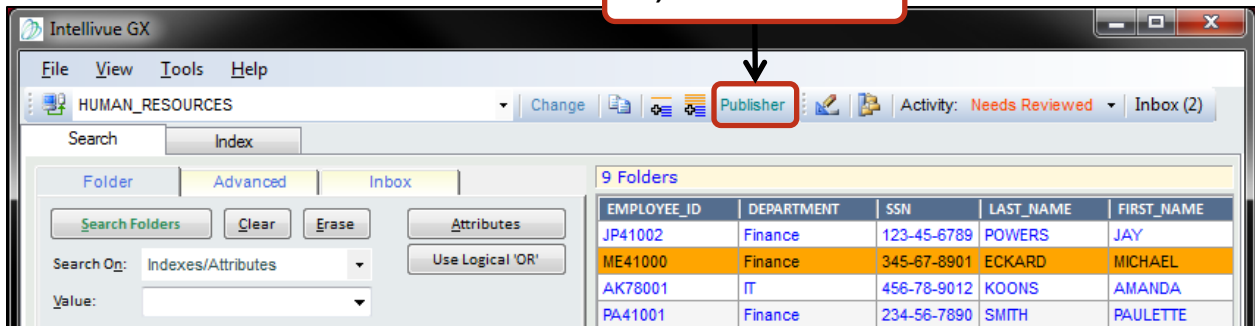 Intellivue GX
File View Tools Help
HUMAN_RESOURCES Change Publisher Activity: Needs Reviewed Inbox (2)
Search Index
Folder Advanced Inbox
9 Folders
Search Folders Clear Erase Attributes
Search On: Indexes/Attributes Use Logical 'OR'
Value:
EMPLOYEE_ID DEPARTMENT SSN LAST_NAME FIRST_NAME
JP41002 Finance 123-45-6789 POWERS JAY
ME41000 Finance 345-67-8901 ECKARD MICHAEL
AK78001 IT 456-78-9012 KOONS AMANDA
PA41001 Finance 234-56-7890 SMITH PAULETTE